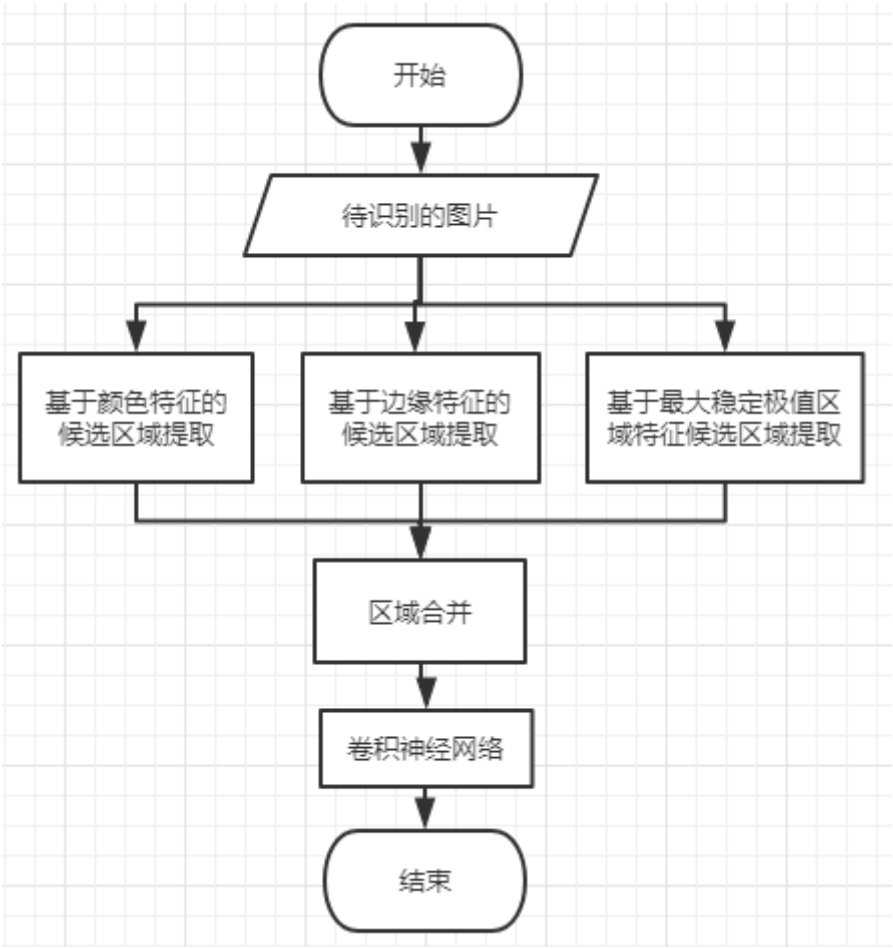 开始
待识别的图片
基于颜色特征的
候选区域提取
基于边缘特征的
候选区域提取
基于最大稳定极值区
域特征候选区域提取
区域合并
卷积神经网络
结束